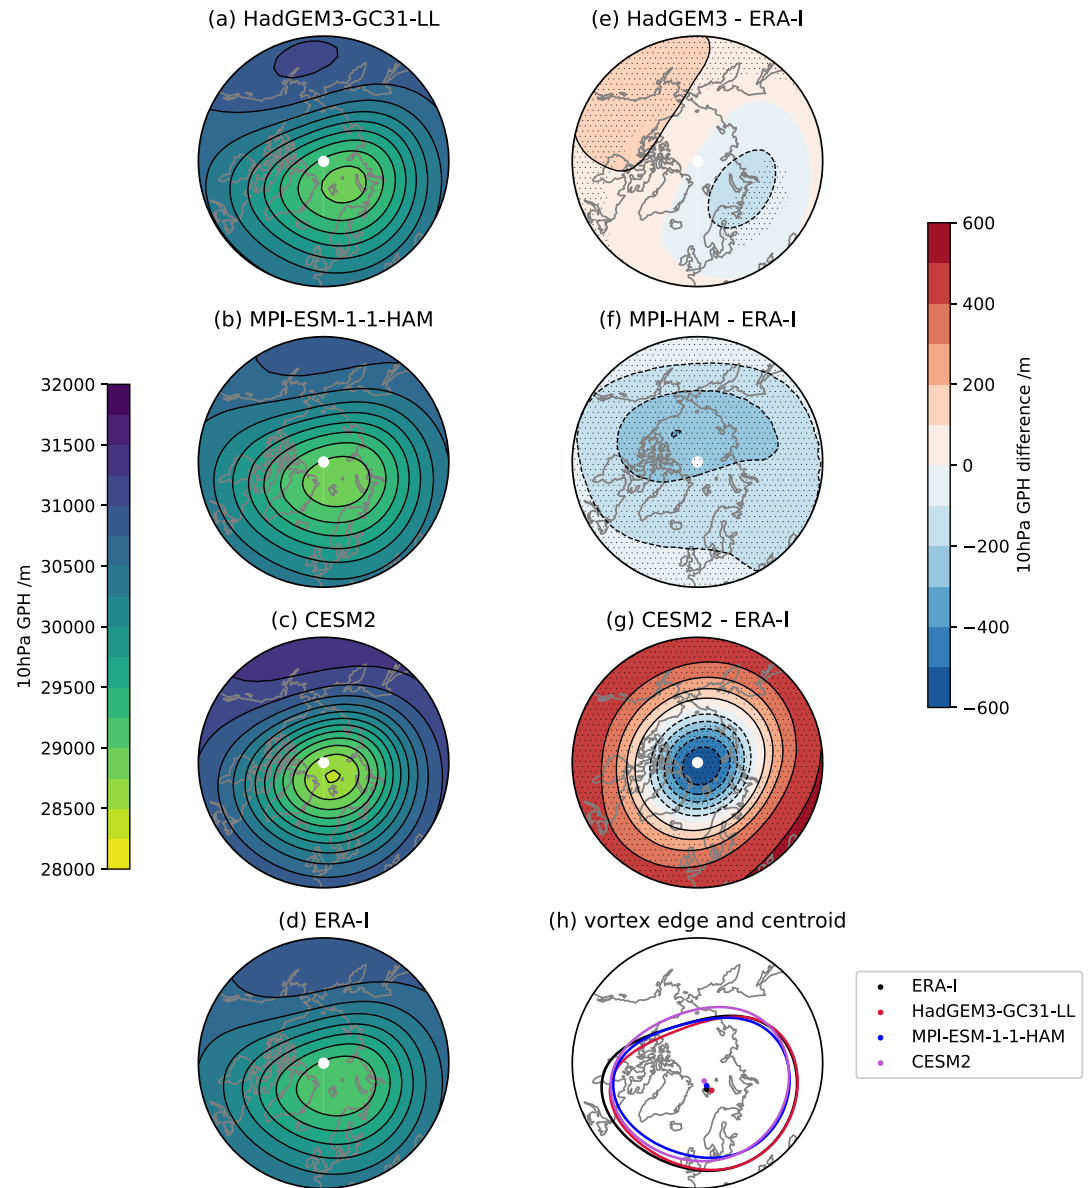 (a) HadGEM3-GC31-LL
(e) HadGEM3 - ERA-I
(b) MPI-ESM-1-1-HAM
(f) MPI-HAM - ERA-I
(c) CESM2
(g) CESM2 - ERA-I
(d) ERA-I
(h) vortex edge and centroid
10hPa GPH /m
32000
31500
31000
30500
30000
29500
29000
28500
28000
10hPa GPH difference /m
600
400
200
0
−200
−400
−600
ERA-I
HadGEM3-GC31-LL
MPI-ESM-1-1-HAM
CESM2